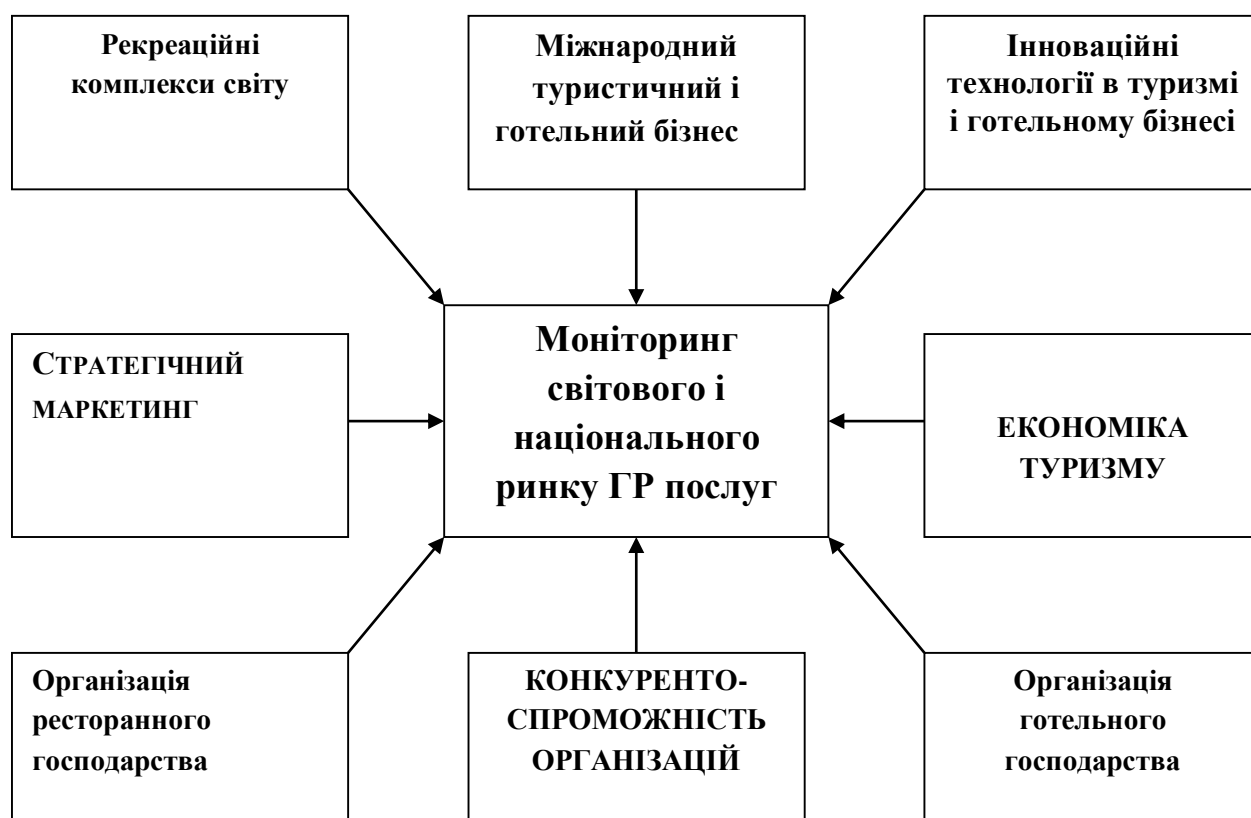 Рекреаційні
комплекси світу
Міжнародний
туристичний і
готельний бізнес
Інноваційні
технології в туризмі
і готельному бізнесі
СТРАТЕГІЧНИЙ
МАРКЕТИНГ
Моніторинг
світового і
національного
ринку ГР послуг
ЕКОНОМІКА
ТУРИЗМУ
Організація
ресторанного
господарства
КОНКУРЕНТО-
СПРОМОЖНІСТЬ
ОРГАНІЗАЦІЙ
Організація
готельного
господарства